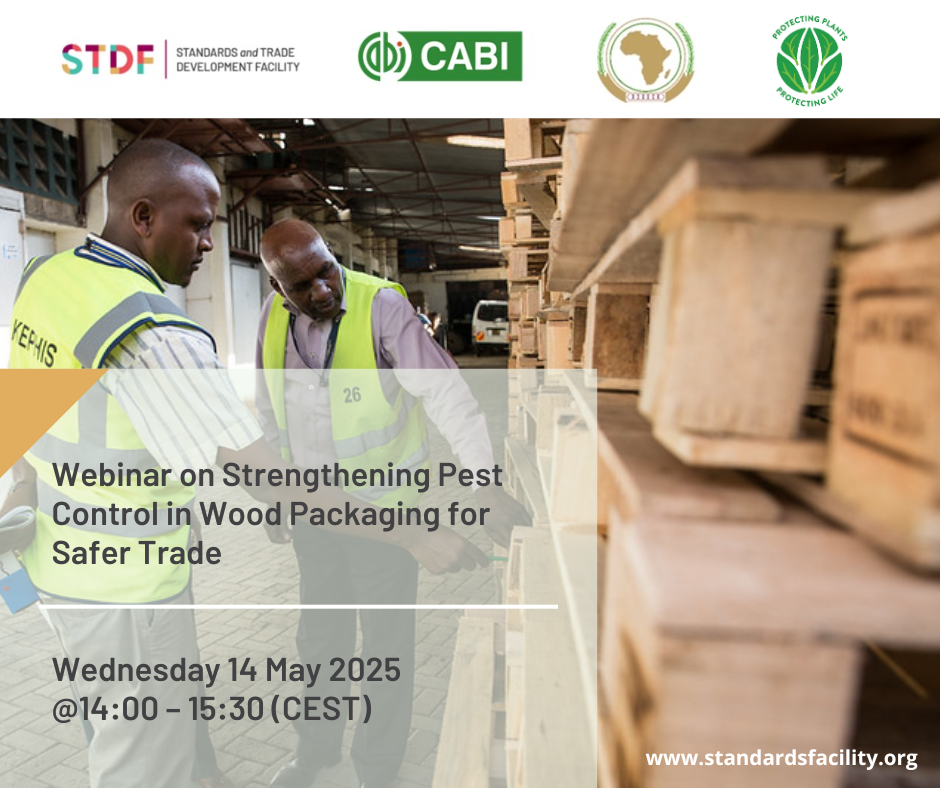 STDF
STANDARDS and TRADE
DEVELOPMENT FACILITY
cabi CABI
PROTECTING PLANTS
PROTECTING LIFE
KEPHIS
26
Webinar on Strengthening Pest
Control in Wood Packaging for
Safer Trade
Wednesday 14 May 2025
@14:00 – 15:30 (CEST)
www.standardsfacility.org